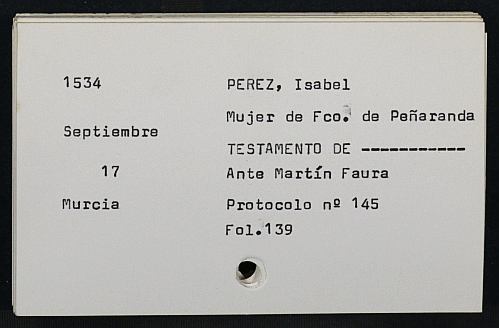 1534 PEREZ, Isabel
Mujer de Fco. de Peñaranda
Septiembre
TESTAMENTO DE -----------
17 Ante Martín Faura
Murcia Protocolo nº 145
Fol.139